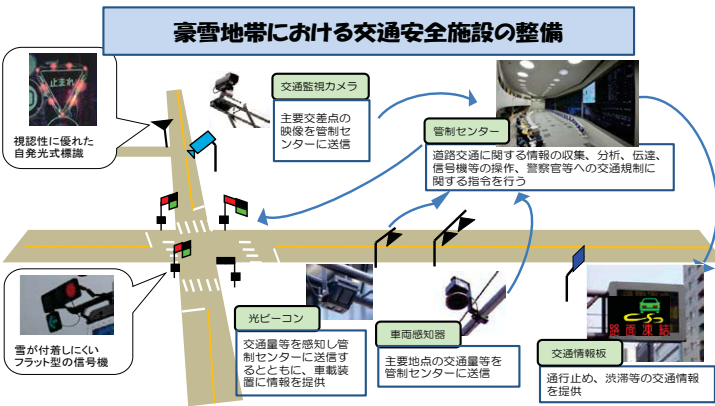 豪雪地帯における交通安全施設の整備
止まれ
視認性に優れた
自発光式標識
交通監視カメラ
主要交差点の
映像を管制セ
ンターに送信
管制センター
道路交通に関する情報の収集、分析、伝達、
信号機等の操作、警察官等への交通規制に
関する指令を行う
雪が付着しにくい
フラット型の信号機
光ビーコン
交通量等を感知し管
制センターに送信す
るとともに、車載装
置に情報を提供
車両感知器
主要地点の交通量等を
管制センターに送信
路面凍結
交通情報板
通行止め、渋滞等の交通情報
を提供